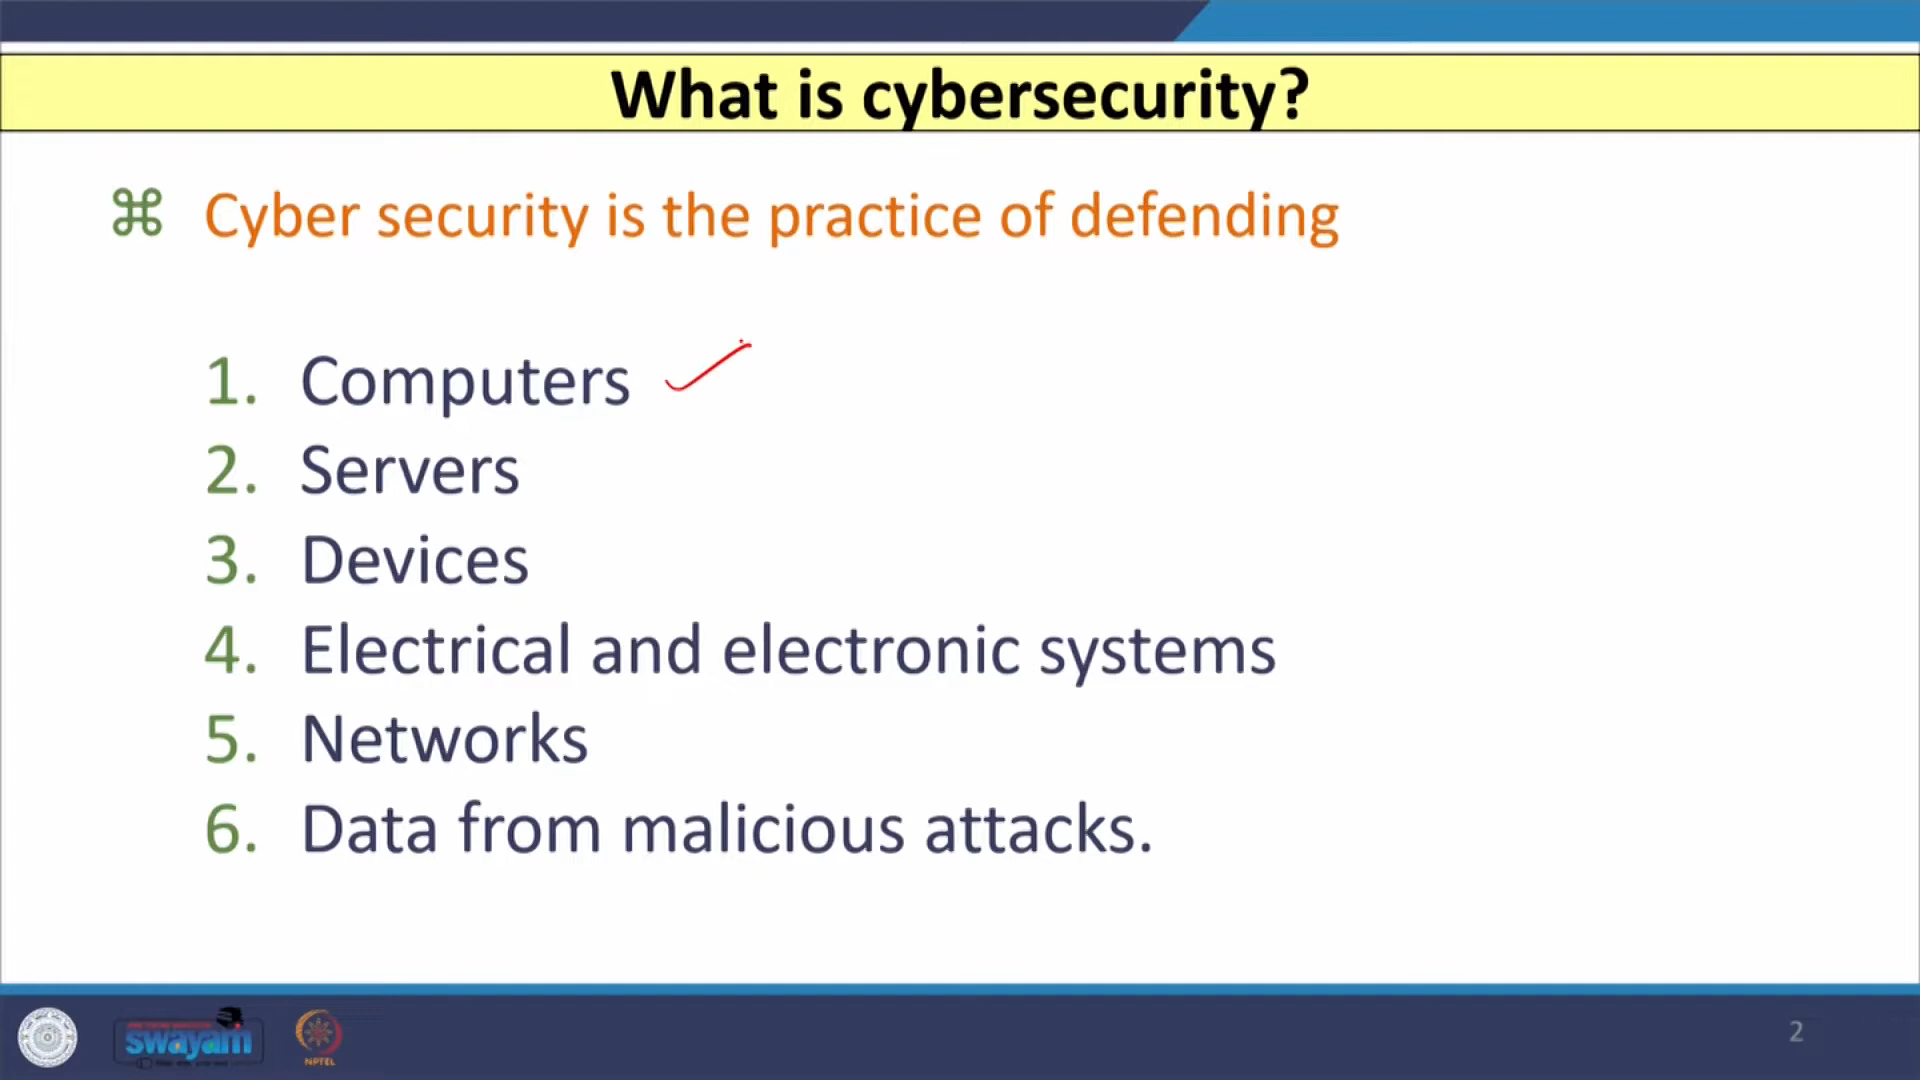 What is cybersecurity?
⌘ Cyber security is the practice of defending
1. Computers
2. Servers
3. Devices
4. Electrical and electronic systems
5. Networks
6. Data from malicious attacks.
swayam
NPTEL
2